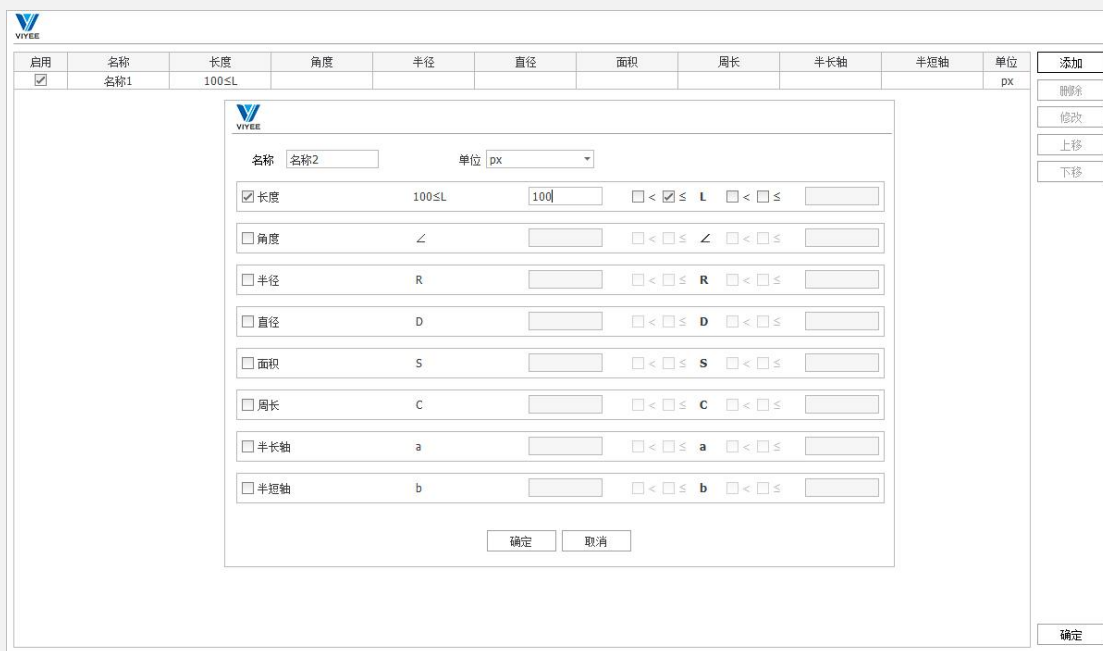 VIYEE
启用 名称 长度 角度 半径 直径 面积 周长 半长轴 半短轴 单位 添加
名称1 100≤L px
删除
修改
上移
下移
VIYEE
名称 名称2 单位 px
长度 100≤L 100 < ≤ L < ≤
角度 ∠ < ≤ ∠ < ≤
半径 R < ≤ R < ≤
直径 D < ≤ D < ≤
面积 S < ≤ S < ≤
周长 C < ≤ C < ≤
半长轴 a < ≤ a < ≤
半短轴 b < ≤ b < ≤
确定 取消
确定